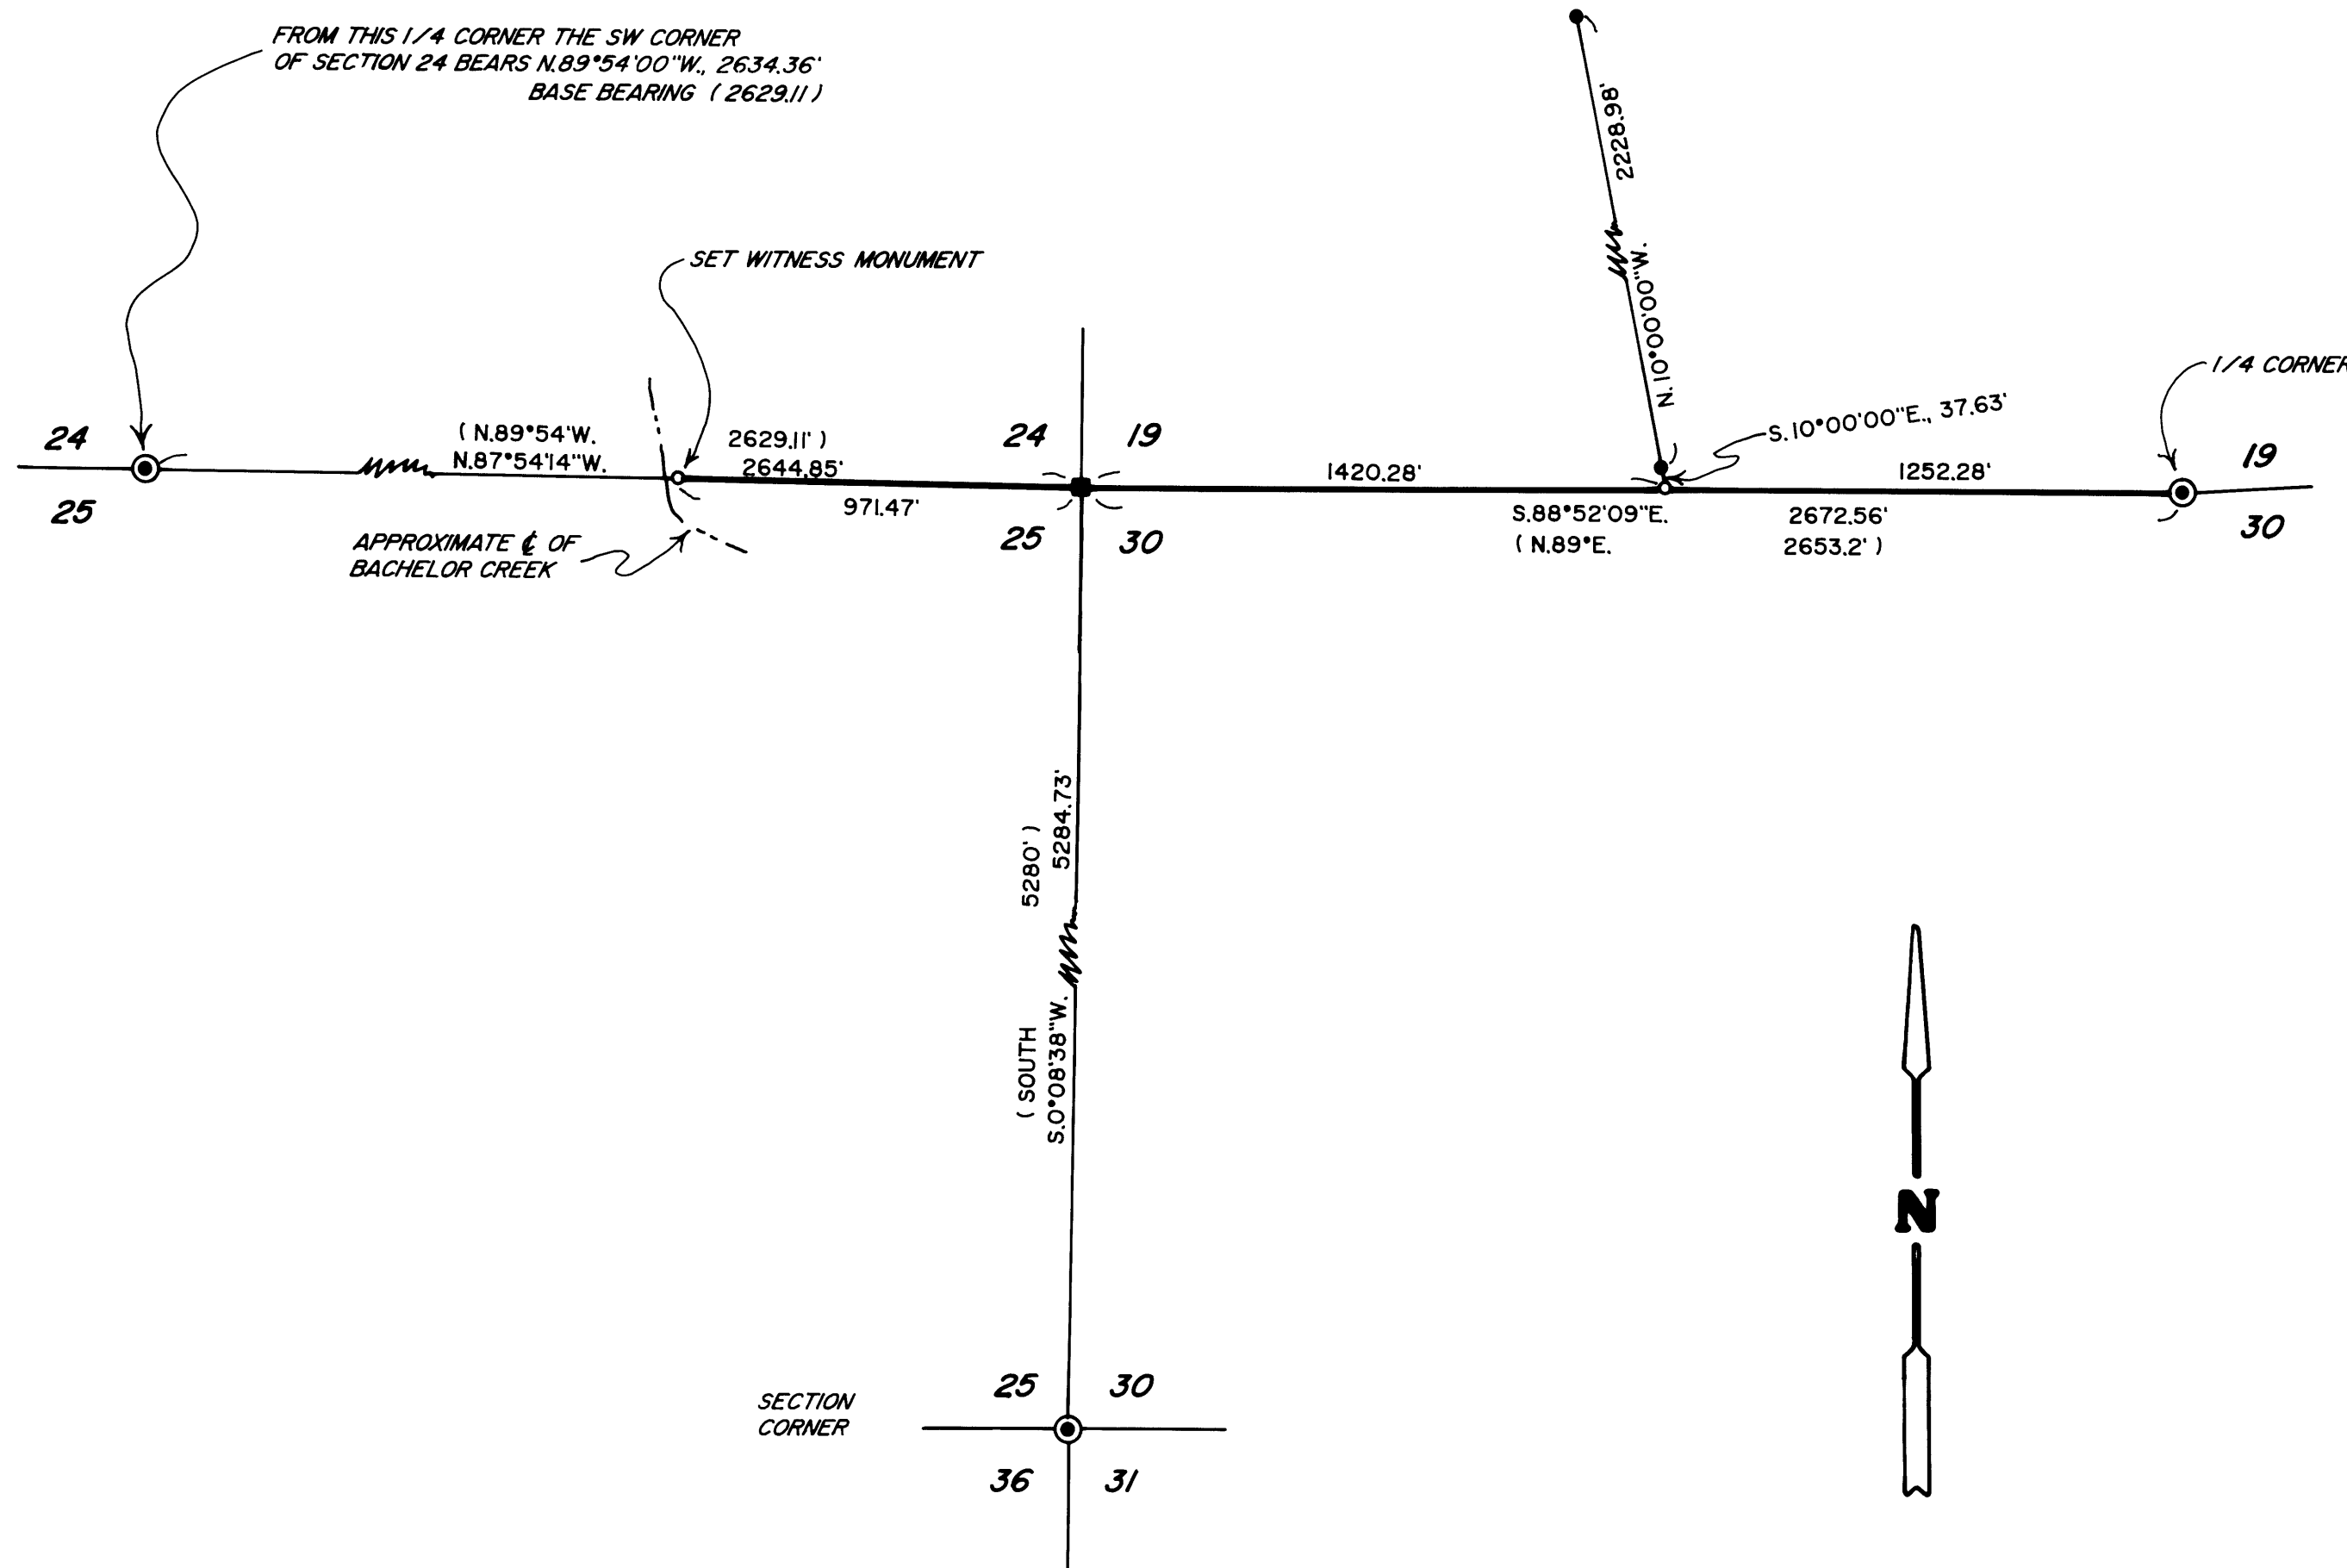 FROM THIS 1/4 CORNER THE SW CORNER
OF SECTION 24 BEARS N.89°54'00"W., 2634.36'
BASE BEARING (2629.11)
2228.98'
N.10°00'00"W.
SET WITNESS MONUMENT
1/4 CORNER
S.10°00'00"E., 37.63'
24
(N.89°54'W.
2629.11')
N.87°54'14"W.
2644.85'
24
19
1420.28'
1252.28'
19
25
971.47'
25
30
S.88°52'09"E.
2672.56'
(N.89°E.
2653.2')
30
APPROXIMATE ℄ OF
BACHELOR CREEK
(SOUTH
5280')
S.0°08'38"W.
5284.73'
N
SECTION
CORNER
25
30
36
31